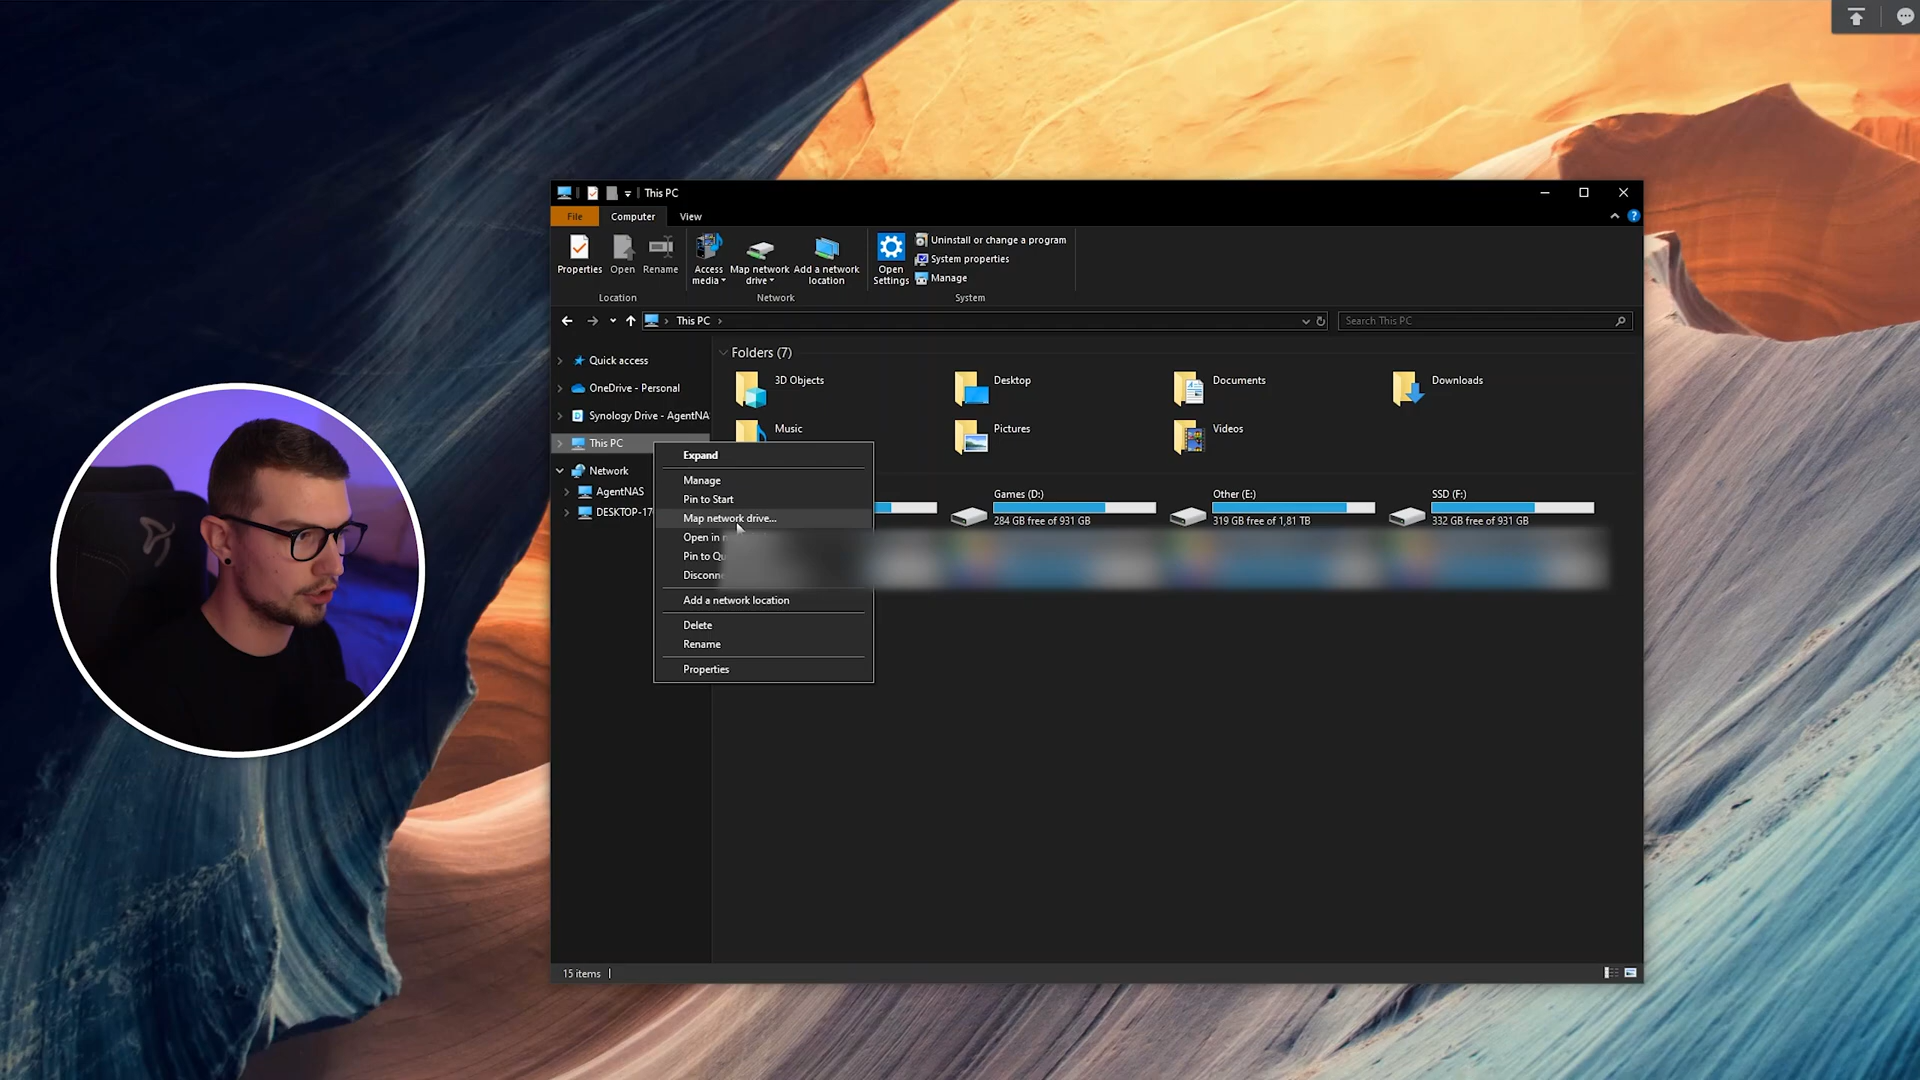 This PC
File Computer View
Properties Open Rename Access media Map network drive Add a network location Open Settings Uninstall or change a program
System properties
Manage
Location Network System
This PC Search This PC
Quick access
OneDrive - Personal
Synology Drive - AgentNA
This PC
Network
AgentNAS
DESKTOP-17
Folders (7)
3D Objects Desktop Documents Downloads
Music Pictures Videos
Expand
Manage
Pin to Start
Map network drive...
Open in
Pin to
Add a network location
Delete
Rename
Properties
Games (D:) Other (E:) SSD (F:)
284 GB free of 931 GB 319 GB free of 1,81 TB 332 GB free of 931 GB
15 items